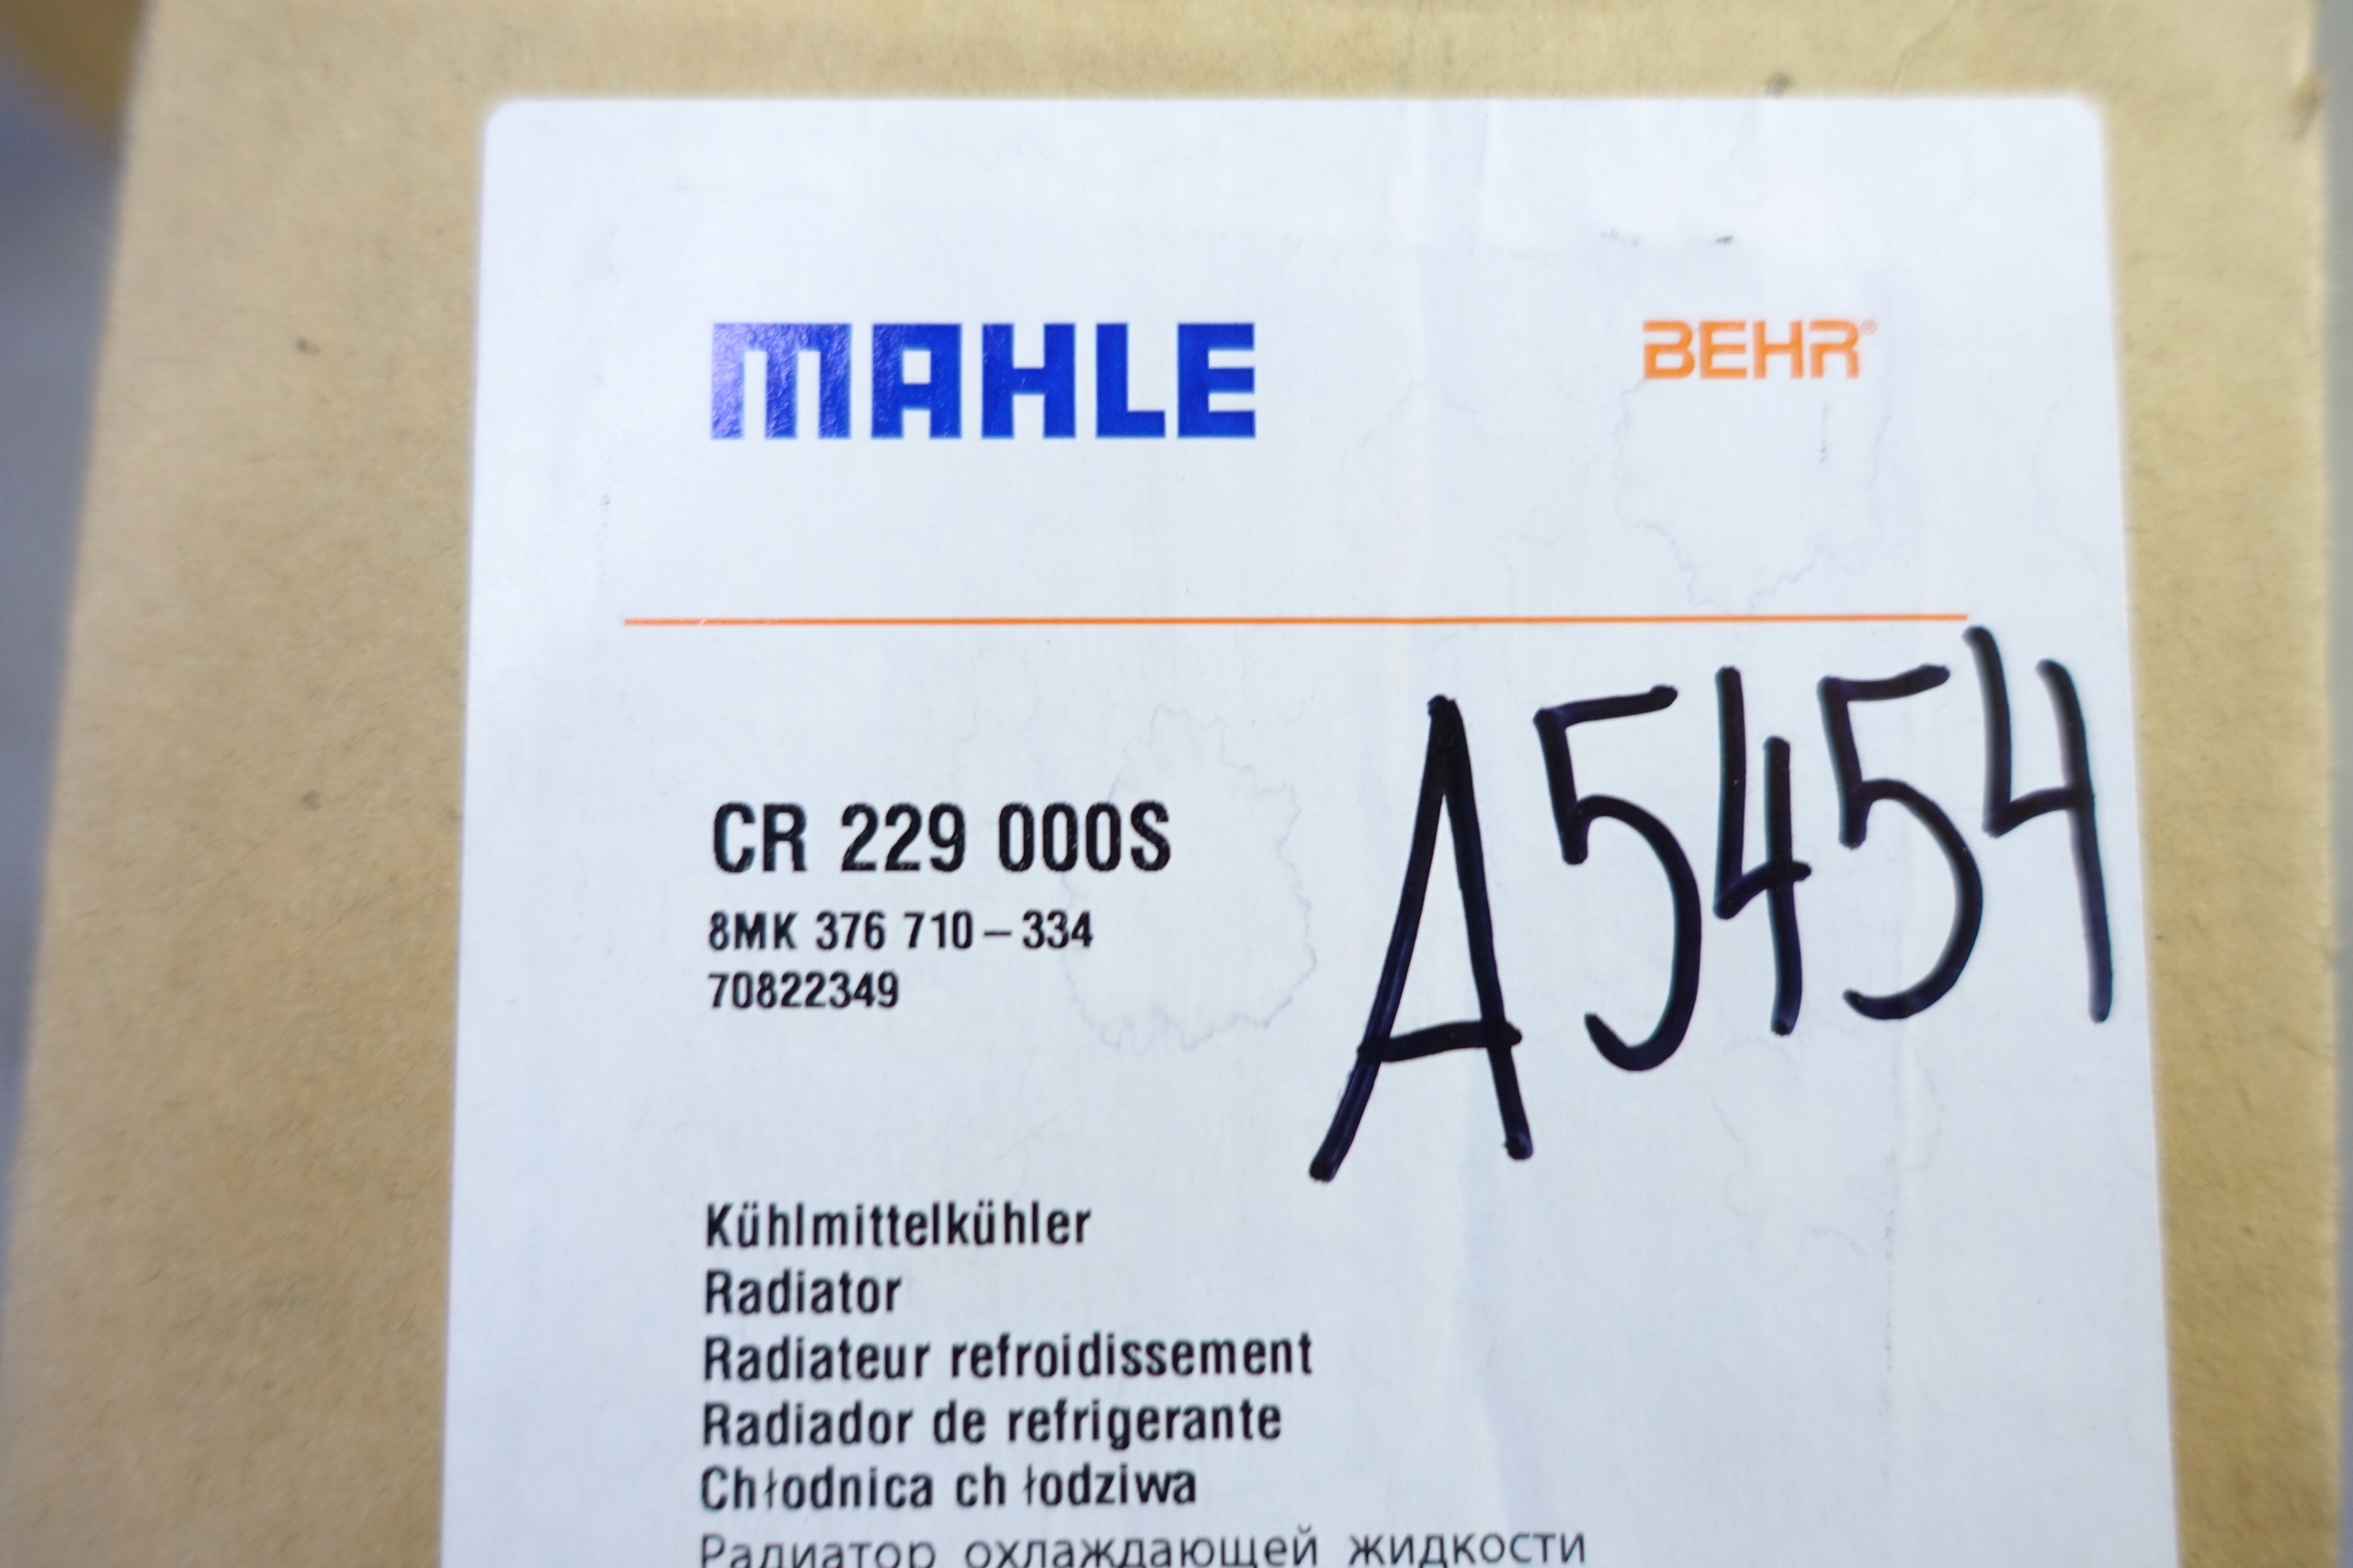 MAHLE BEHR®
CR 229 000S
A5454
8MK 376 710–334
70822349
Kühlmittelkühler
Radiator
Radiateur refroidissement
Radiador de refrigerante
Chłodnica ch łodziwa
Радиатор охлаждающей жидкости